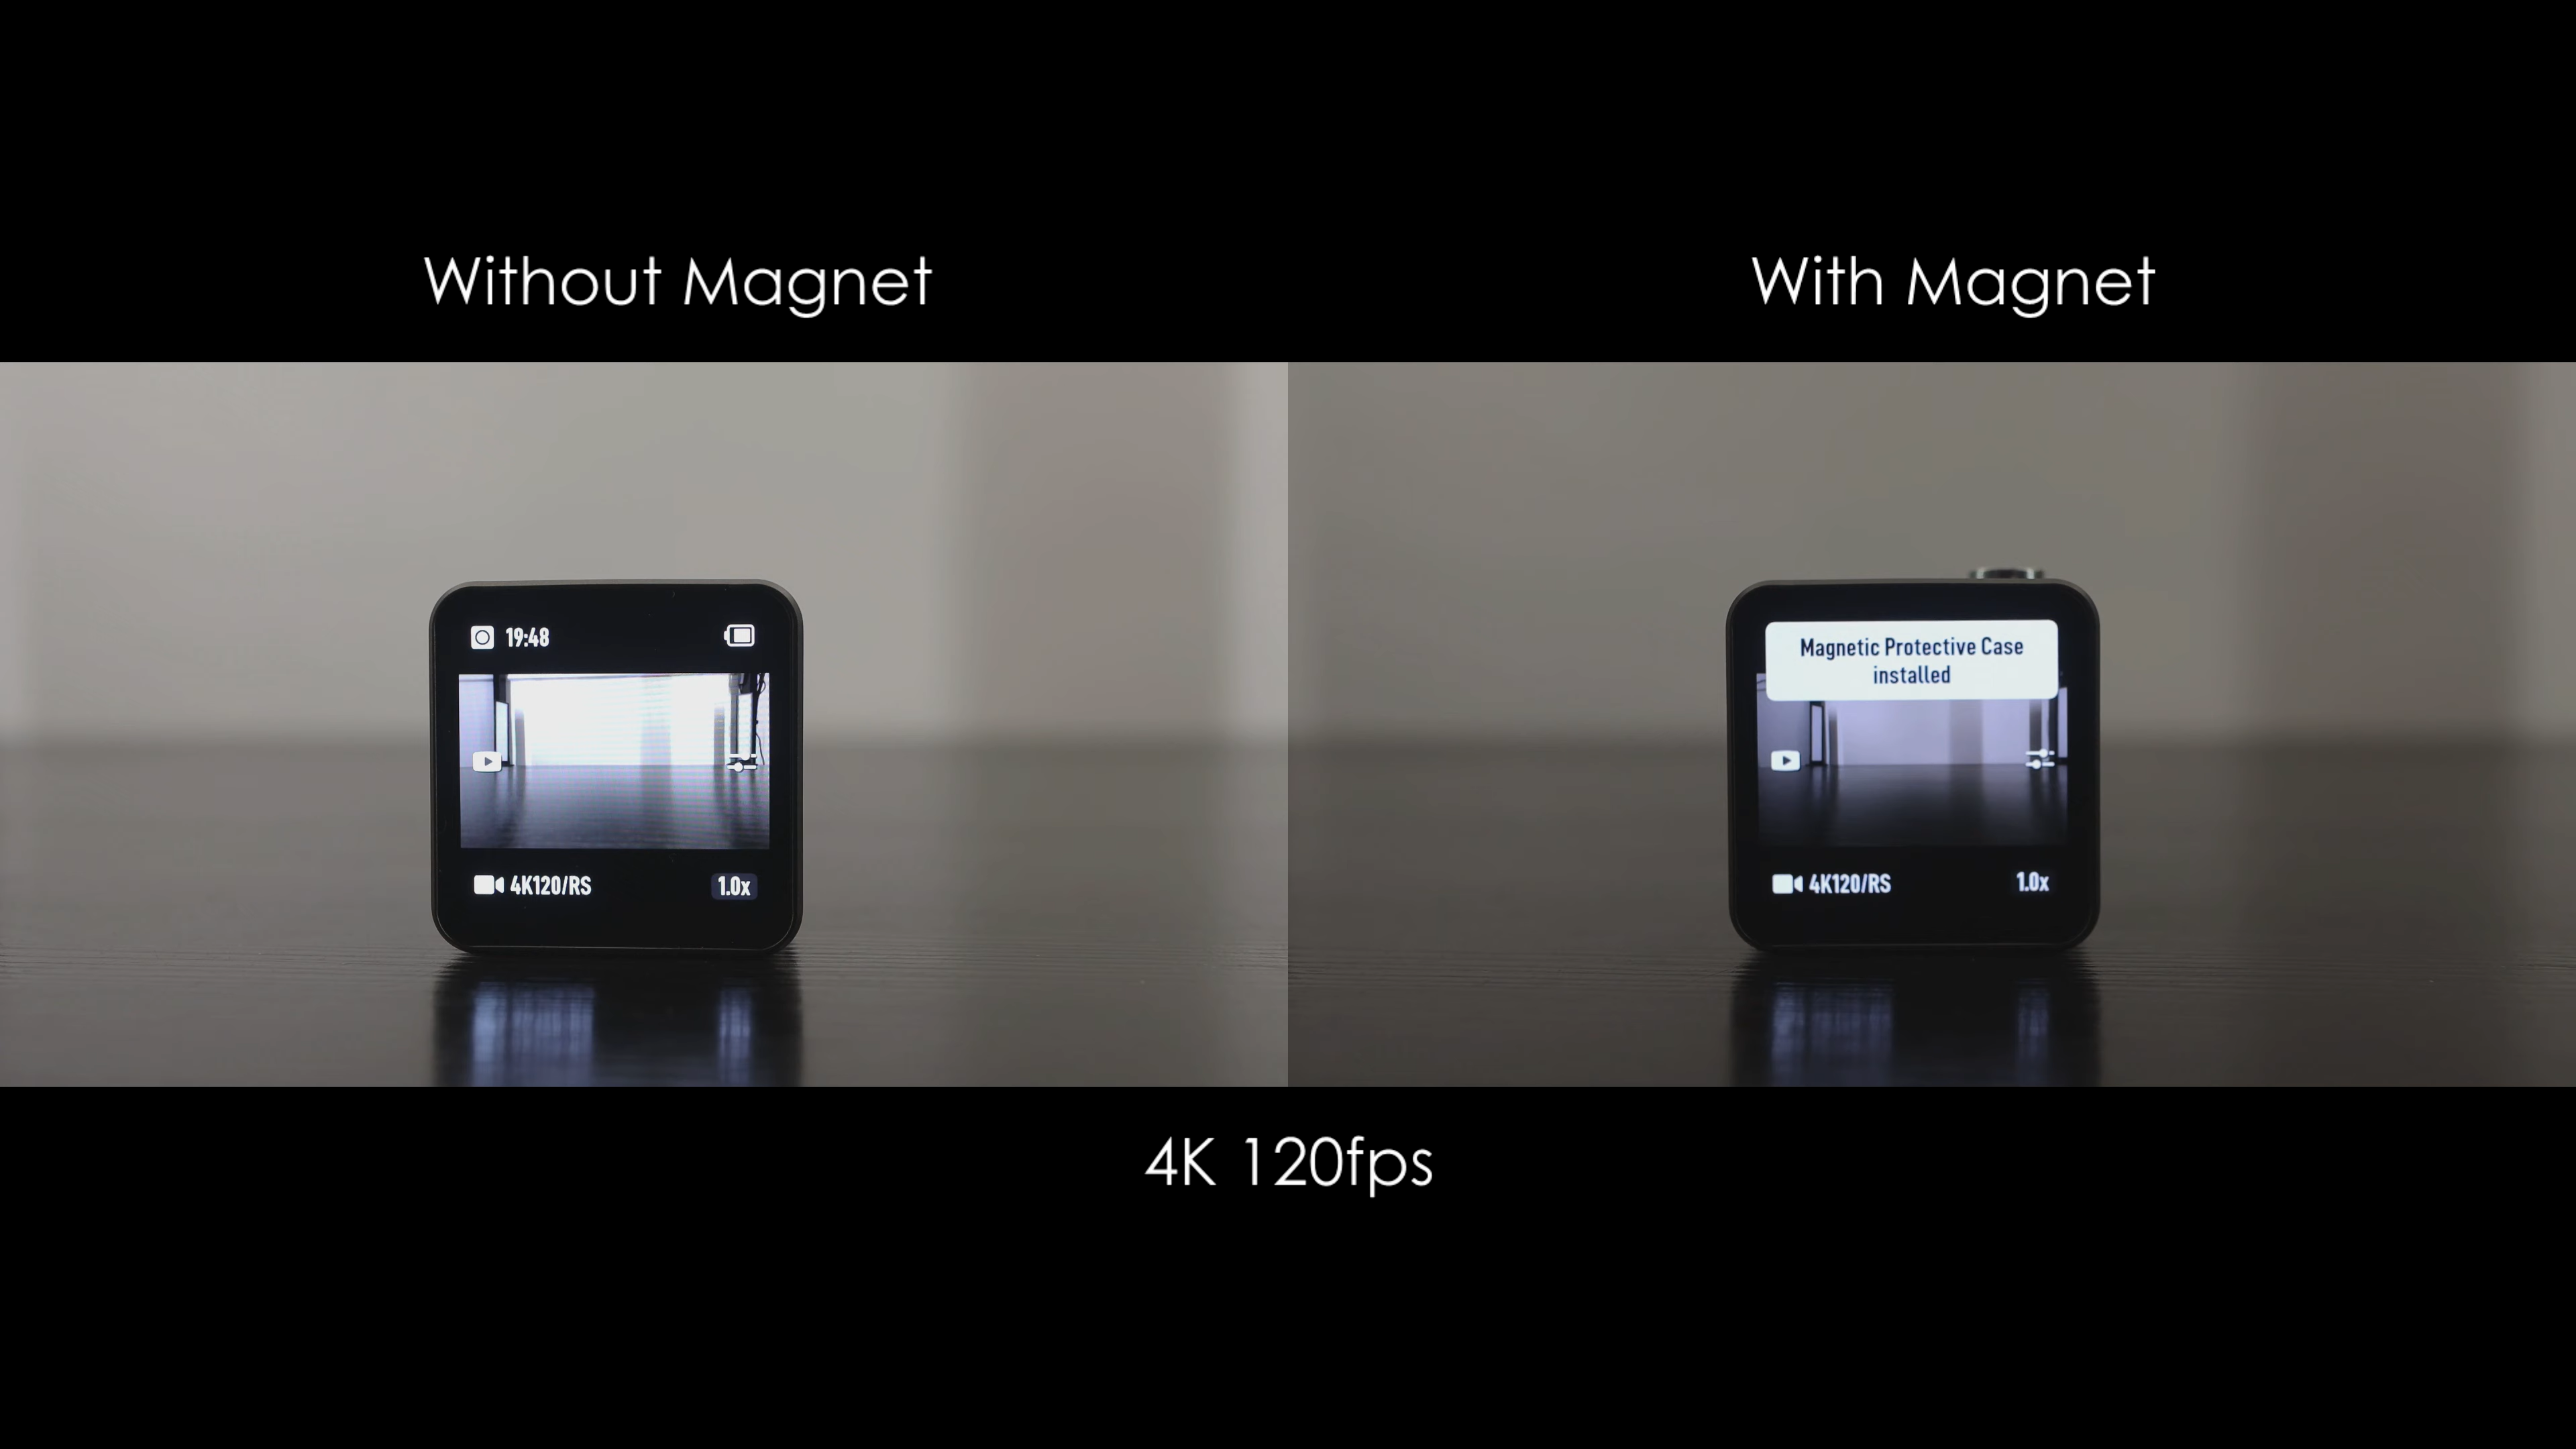 Without Magnet
With Magnet
19:48
4K120/RS
1.0x
Magnetic Protective Case
installed
4K120/RS
1.0x
4K 120fps